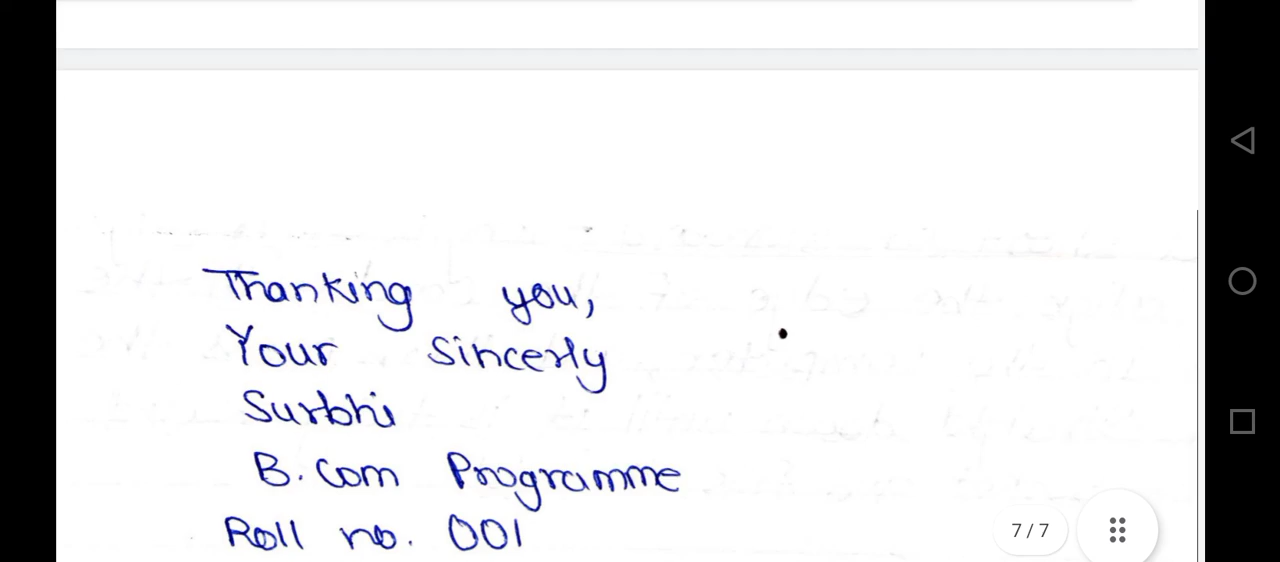 Thanking you,
Your Sincerly
Surbhi
B.Com Programme
Roll no. 001
7 / 7